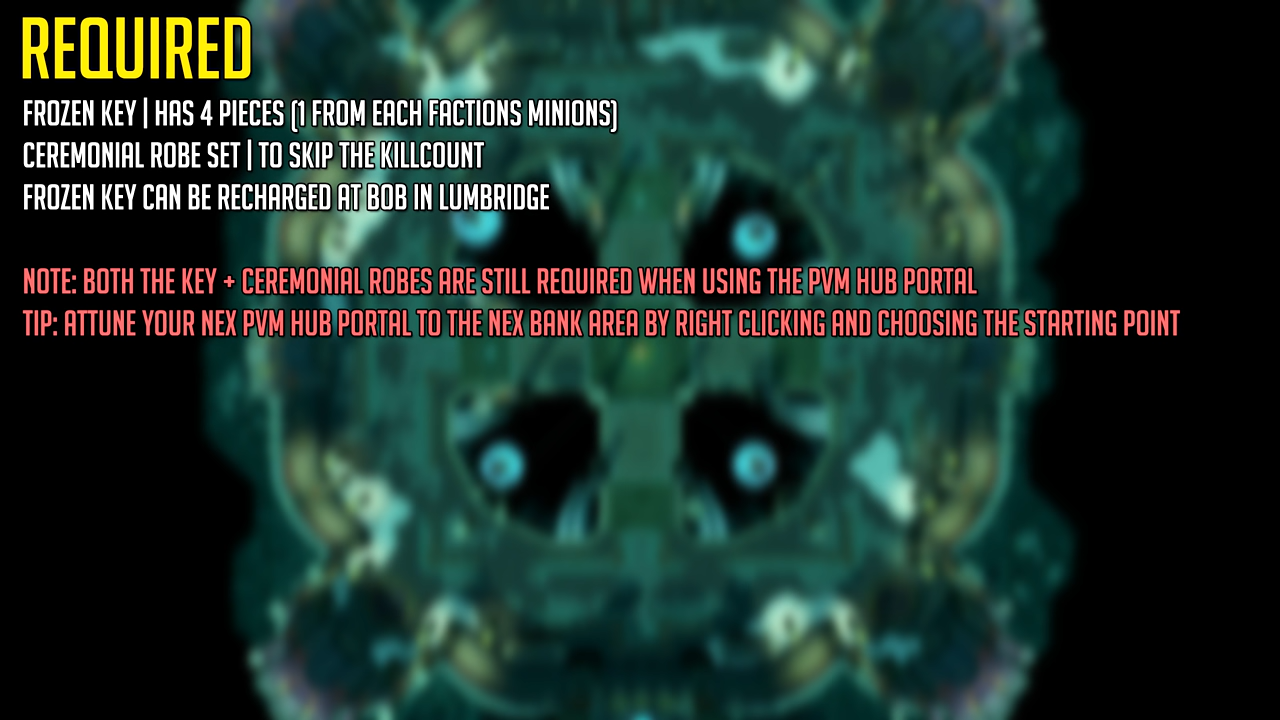 REQUIRED
FROZEN KEY | HAS 4 PIECES (1 FROM EACH FACTIONS MINIONS)
CEREMONIAL ROBE SET | TO SKIP THE KILLCOUNT
FROZEN KEY CAN BE RECHARGED AT BOB IN LUMBRIDGE
NOTE: BOTH THE KEY + CEREMONIAL ROBES ARE STILL REQUIRED WHEN USING THE PVM HUB PORTAL
TIP: ATTUNE YOUR NEX PVM HUB PORTAL TO THE NEX BANK AREA BY RIGHT CLICKING AND CHOOSING THE STARTING POINT